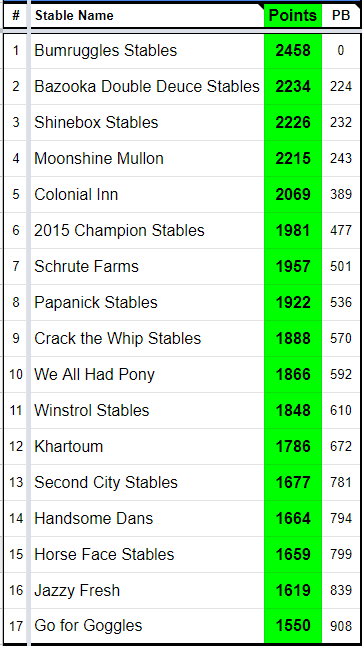 # Stable Name Points PB
1 Bumruggles Stables 2458 0
2 Bazooka Double Deuce Stables 2234 224
3 Shinebox Stables 2226 232
4 Moonshine Mullon 2215 243
5 Colonial Inn 2069 389
6 2015 Champion Stables 1981 477
7 Schrute Farms 1957 501
8 Papanick Stables 1922 536
9 Crack the Whip Stables 1888 570
10 We All Had Pony 1866 592
11 Winstrol Stables 1848 610
12 Khartoum 1786 672
13 Second City Stables 1677 781
14 Handsome Dans 1664 794
15 Horse Face Stables 1659 799
16 Jazzy Fresh 1619 839
17 Go for Goggles 1550 908